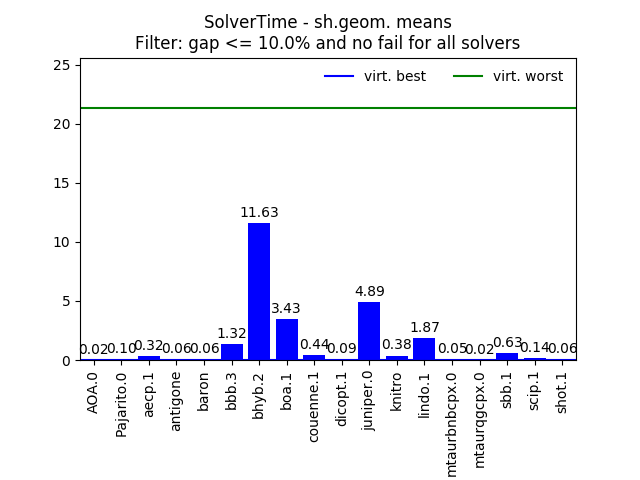 SolverTime - sh.geom. means
Filter: gap <= 10.0% and no fail for all solvers
virt. best
virt. worst
25
20
15
10
5
0
0.02
0.10
0.32
0.06
0.06
1.32
11.63
3.43
0.44
0.09
4.89
0.38
1.87
0.05
0.02
0.63
0.14
0.06
AOA.0
Pajarito.0
aecp.1
antigone
baron
bbb.3
bhyb.2
boa.1
couenne.1
dicopt.1
juniper.0
knitro
lindo.1
mtaurbnbcpx.0
mtaurqgcpx.0
sbb.1
scip.1
shot.1